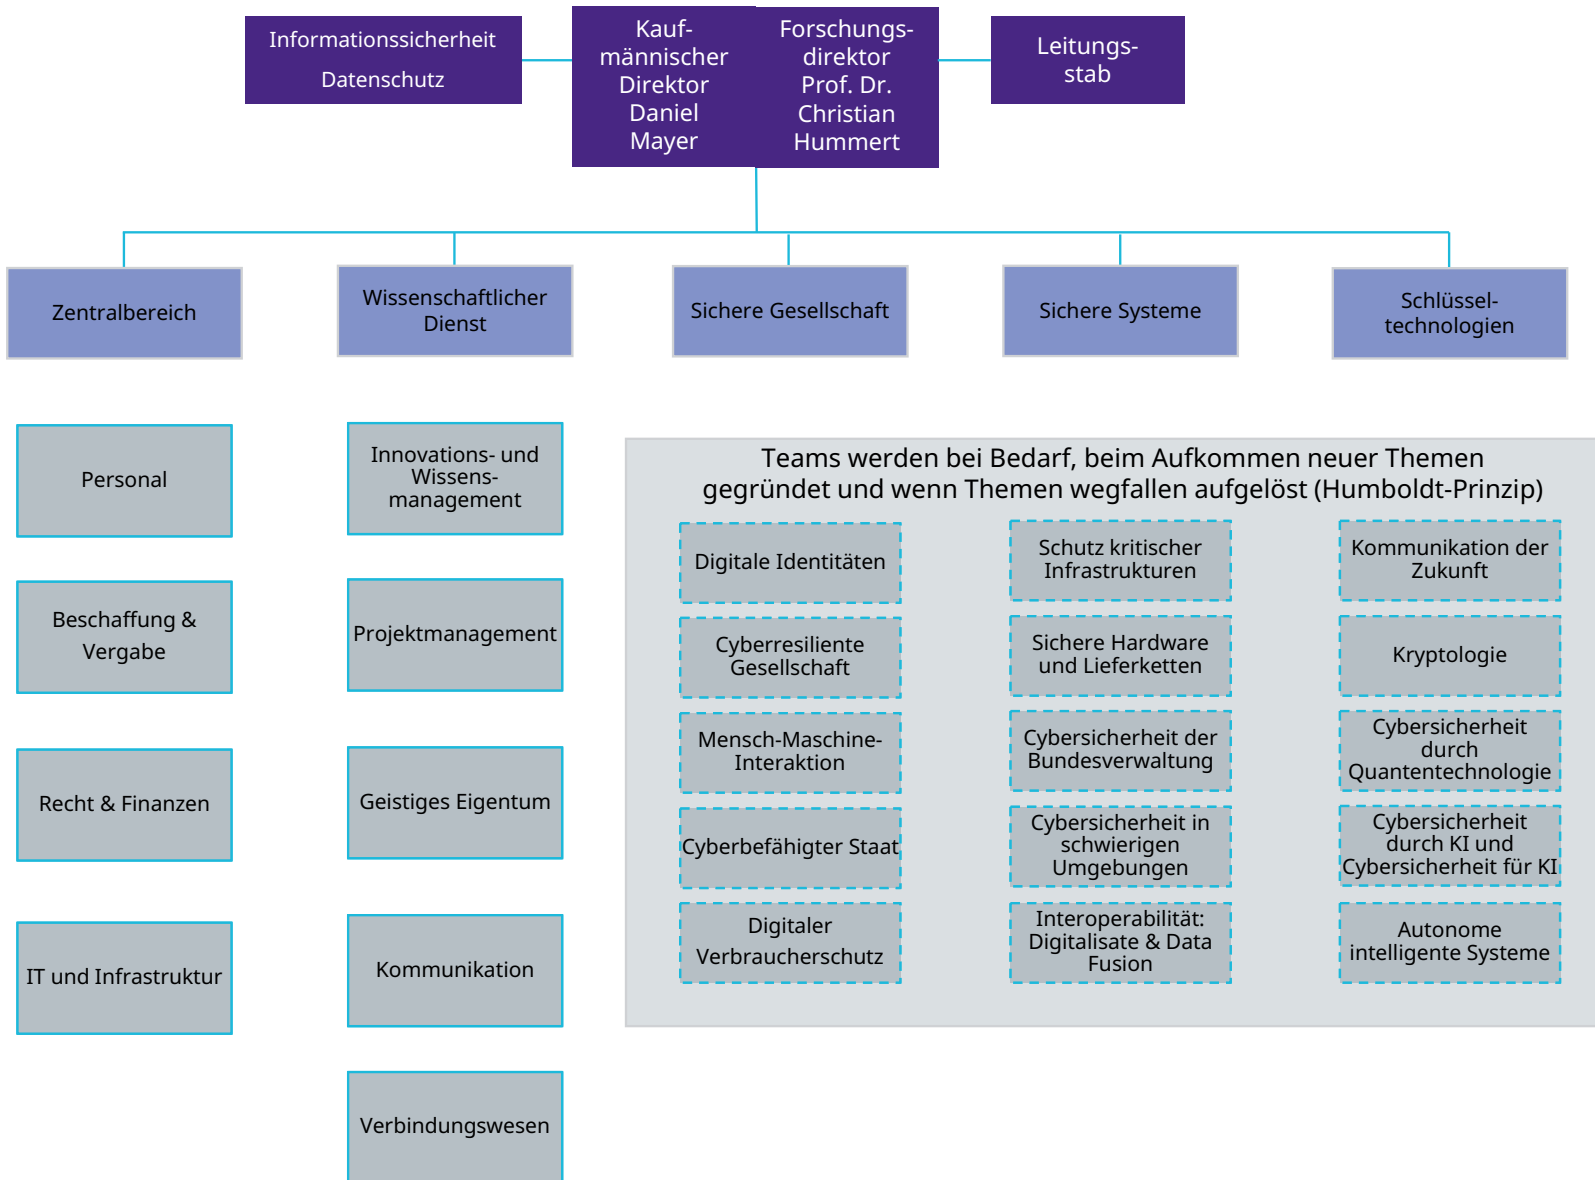 Informationssicherheit
Datenschutz
Kauf-
männischer
Direktor
Daniel
Mayer
Forschungs-
direktor
Prof. Dr.
Christian
Hummert
Leitungs-
stab
Zentralbereich
Wissenschaftlicher
Dienst
Sichere Gesellschaft
Sichere Systeme
Schlüssel-
technologien
Personal
Beschaffung &
Vergabe
Recht & Finanzen
IT und Infrastruktur
Innovations- und
Wissens-
management
Projektmanagement
Geistiges Eigentum
Kommunikation
Verbindungswesen
Teams werden bei Bedarf, beim Aufkommen neuer Themen
gegründet und wenn Themen wegfallen aufgelöst (Humboldt-Prinzip)
Digitale Identitäten
Cyberresiliente
Gesellschaft
Mensch-Maschine-
Interaktion
Cyberbefähigter Staat
Digitaler
Verbraucherschutz
Schutz kritischer
Infrastrukturen
Sichere Hardware
und Lieferketten
Cybersicherheit der
Bundesverwaltung
Cybersicherheit in
schwierigen
Umgebungen
Interoperabilität:
Digitalisate & Data
Fusion
Kommunikation der
Zukunft
Kryptologie
Cybersicherheit
durch
Quantentechnologie
Cybersicherheit
durch KI und
Cybersicherheit für KI
Autonome
intelligente Systeme